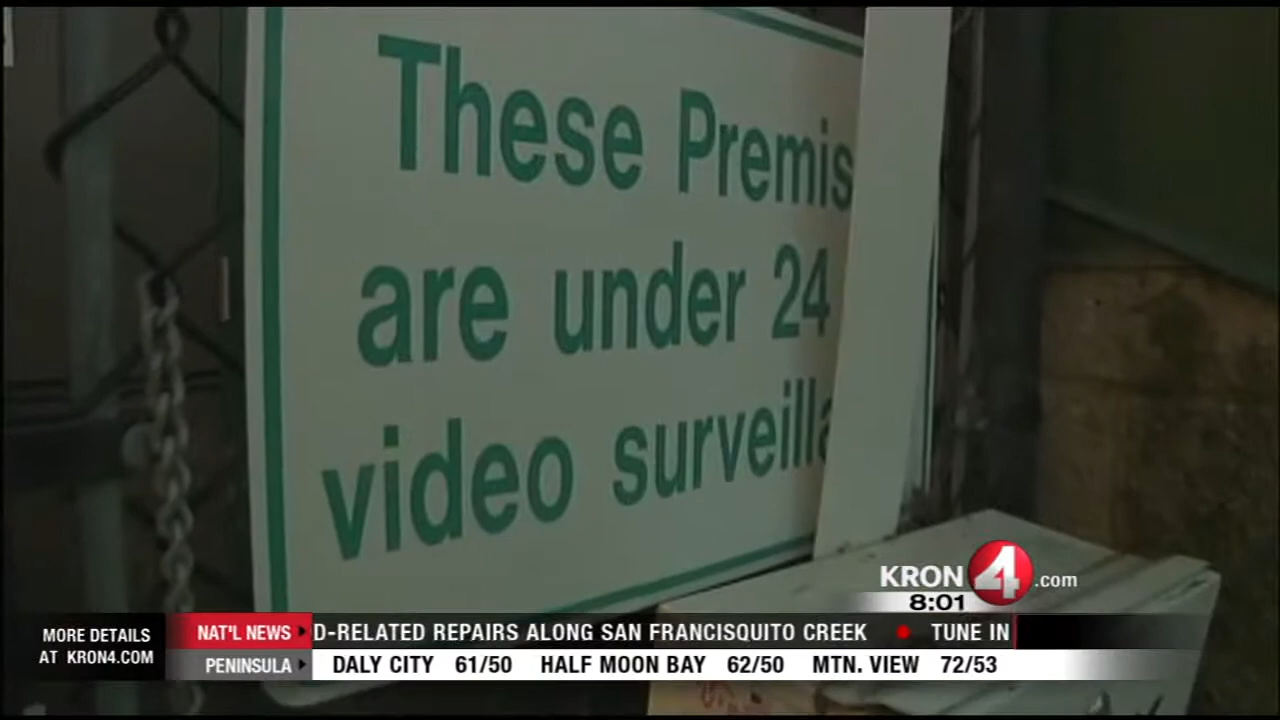 These Premis
are under 24
video surveilla
KRON 4 .com
8:01
MORE DETAILS
AT KRON4.COM
NAT'L NEWS D-RELATED REPAIRS ALONG SAN FRANCISQUITO CREEK TUNE IN
PENINSULA DALY CITY 61/50 HALF MOON BAY 62/50 MTN. VIEW 72/53